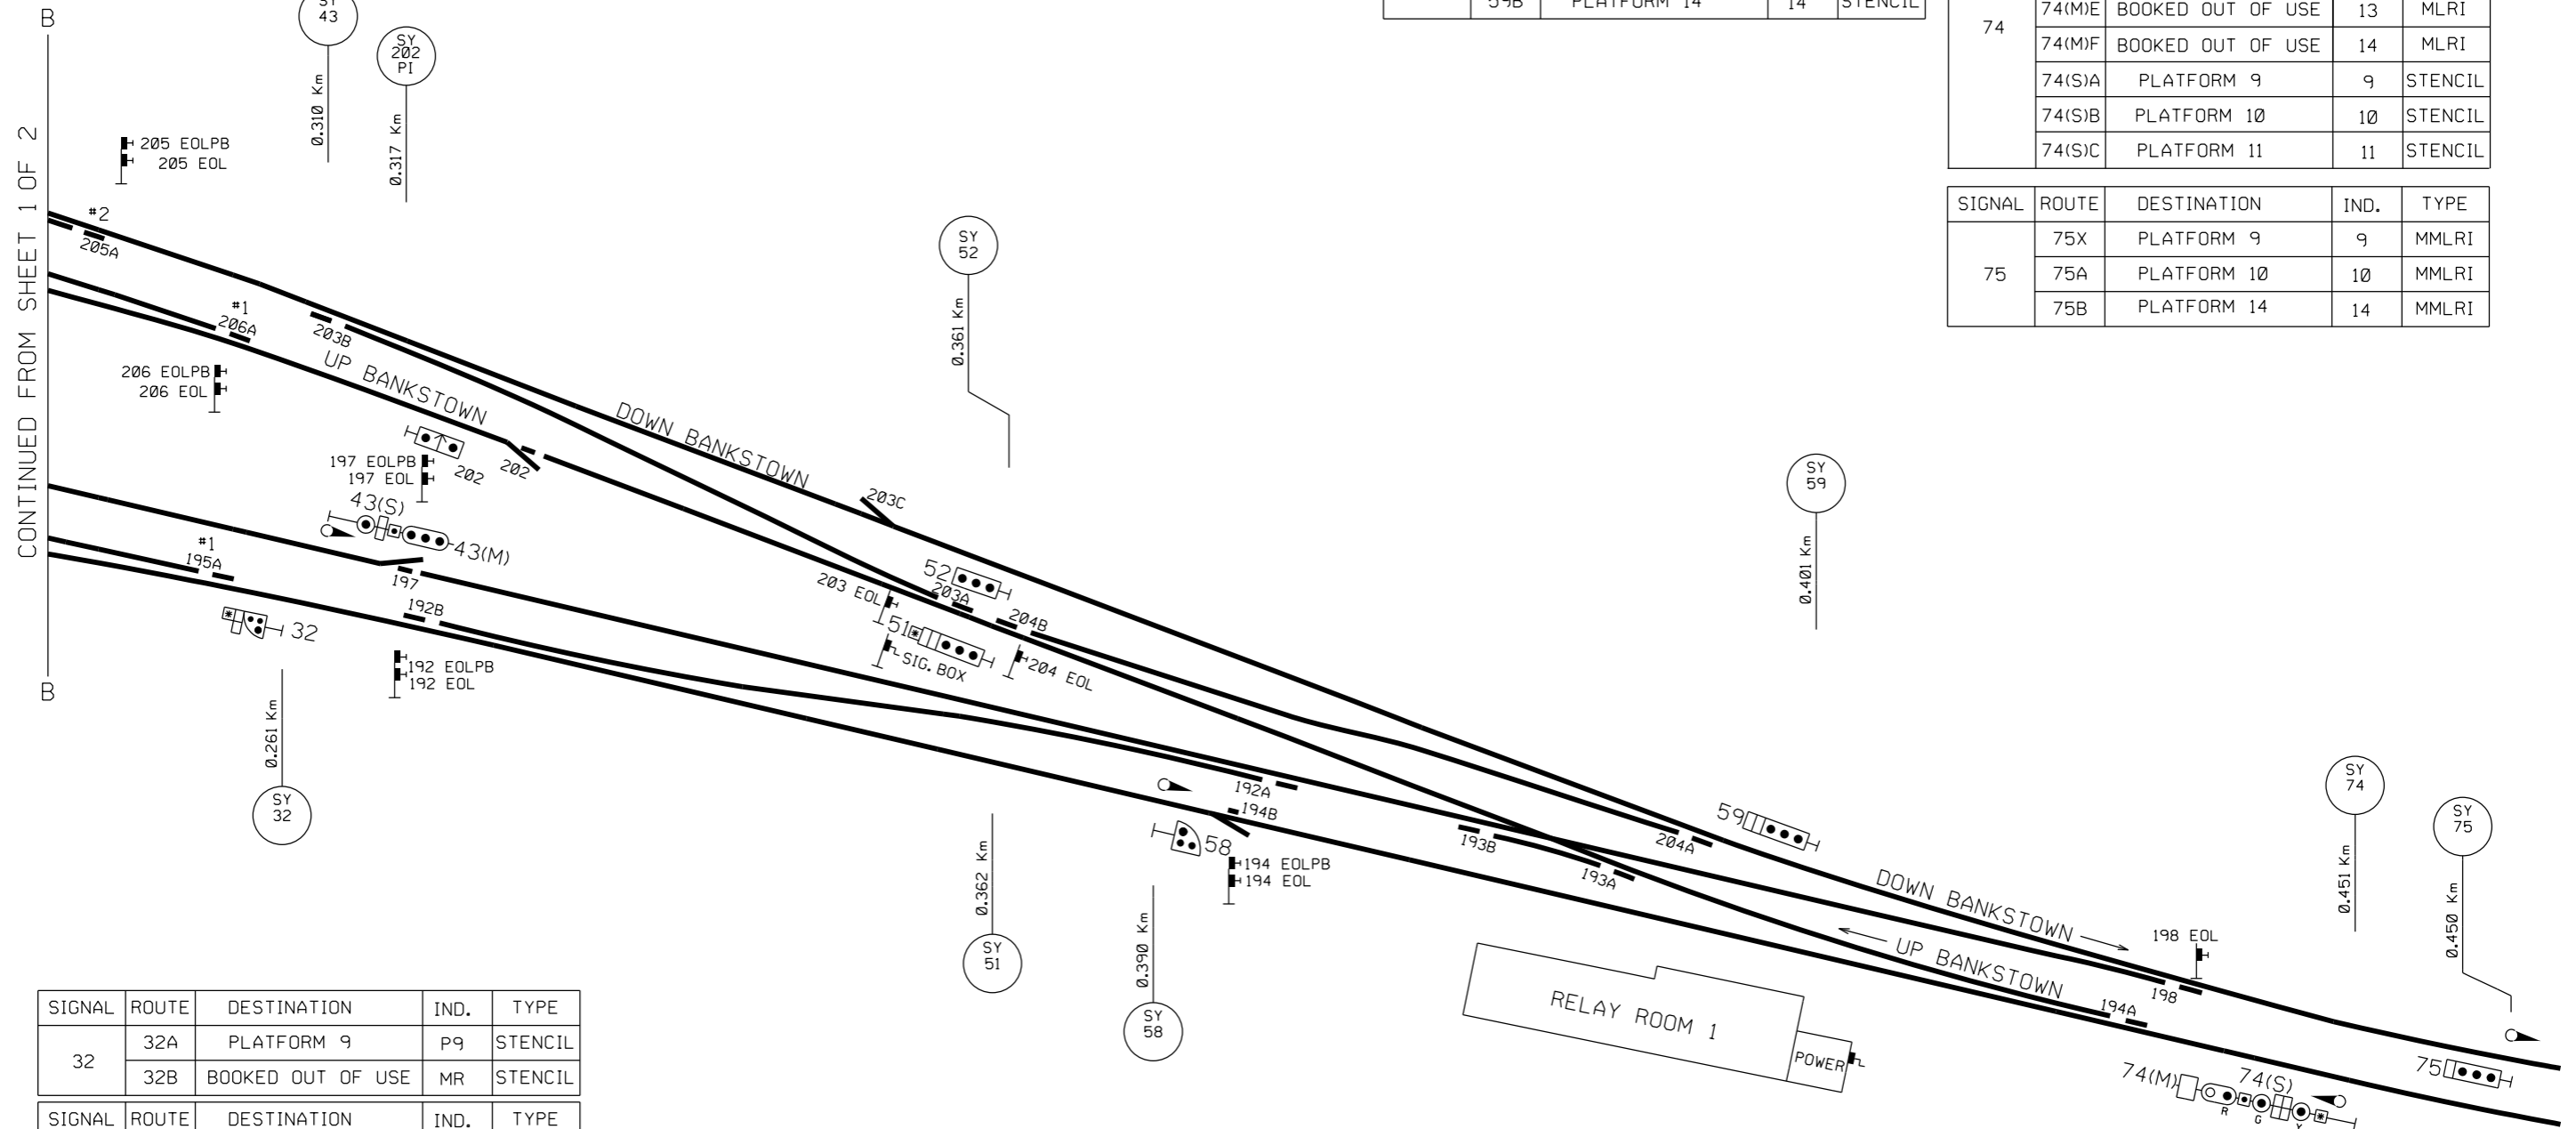 B
SY
43
0.310 Km
SY
202
PI
0.317 Km
59B PLATFORM 14 14 STENCIL
74
74(M)E BOOKED OUT OF USE 13 MLRI
74(M)F BOOKED OUT OF USE 14 MLRI
74(S)A PLATFORM 9 9 STENCIL
74(S)B PLATFORM 10 10 STENCIL
74(S)C PLATFORM 11 11 STENCIL
SIGNAL ROUTE DESTINATION IND. TYPE
75
75X PLATFORM 9 9 MMLRI
75A PLATFORM 10 10 MMLRI
75B PLATFORM 14 14 MMLRI
CONTINUED FROM SHEET 1 OF 2
205 EOLPB
205 EOL
#2
205A
#1
206A
203B
UP BANKSTOWN
206 EOLPB
206 EOL
SY
52
0.361 Km
DOWN BANKSTOWN
202
202
197 EOLPB
197 EOL
43(S)
43(M)
#1
195A
197
192B
32
192 EOLPB
192 EOL
B
0.261 Km
SY
32
203C
52
203A
203 EOL
204B
51
SIG. BOX
204 EOL
SY
59
0.401 Km
192A
194B
58
194 EOLPB
194 EOL
0.362 Km
SY
51
0.390 Km
SY
58
193B
193A
204A
59
DOWN BANKSTOWN
UP BANKSTOWN
198 EOL
198
194A
SY
74
0.451 Km
SY
75
0.450 Km
75
RELAY ROOM 1
POWER
74(M)
74(S)
R
G
Y
SIGNAL ROUTE DESTINATION IND. TYPE
32
32A PLATFORM 9 P9 STENCIL
32B BOOKED OUT OF USE MR STENCIL
SIGNAL ROUTE DESTINATION IND. TYPE